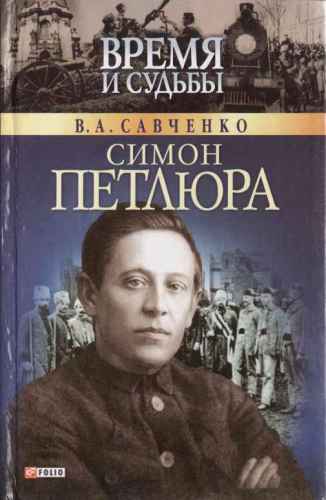 ВРЕМЯ
И СУДЬБЫ
В. А. САВЧЕНКО
СИМОН
ПЕТЛЮРА
FOLIO